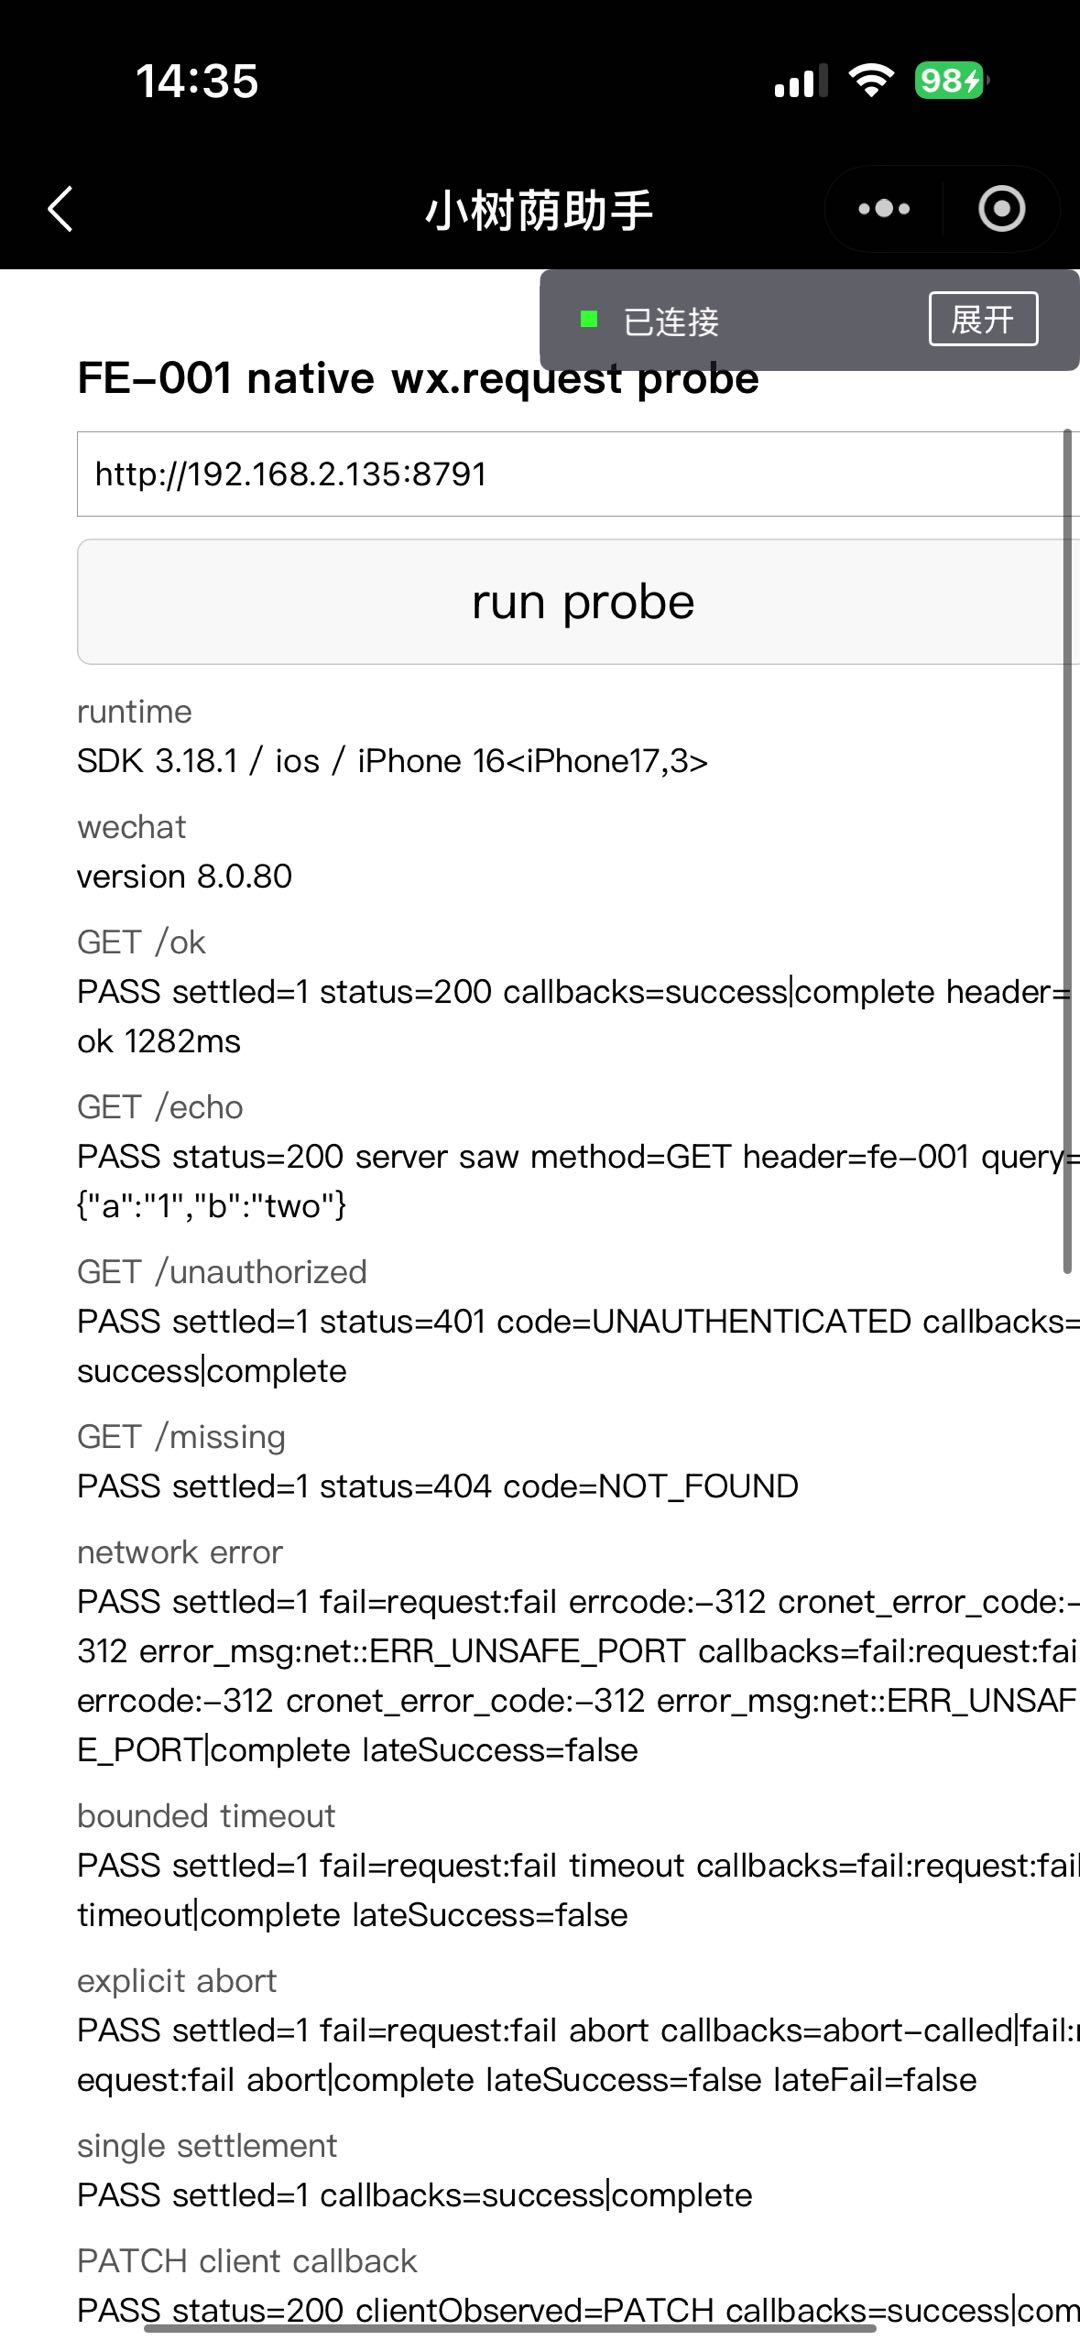 14:35
98
小树荫助手
已连接
展开
FE-001 native wx.request probe
http://192.168.2.135:8791
run probe
runtime
SDK 3.18.1 / ios / iPhone 16<iPhone17,3>
wechat
version 8.0.80
GET /ok
PASS settled=1 status=200 callbacks=success|complete header=
ok 1282ms
GET /echo
PASS status=200 server saw method=GET header=fe-001 query=
{"a":"1","b":"two"}
GET /unauthorized
PASS settled=1 status=401 code=UNAUTHENTICATED callbacks=
success|complete
GET /missing
PASS settled=1 status=404 code=NOT_FOUND
network error
PASS settled=1 fail=request:fail errcode:-312 cronet_error_code:-
312 error_msg:net::ERR_UNSAFE_PORT callbacks=fail:request:fai
errcode:-312 cronet_error_code:-312 error_msg:net::ERR_UNSAF
E_PORT|complete lateSuccess=false
bounded timeout
PASS settled=1 fail=request:fail timeout callbacks=fail:request:fail
timeout|complete lateSuccess=false
explicit abort
PASS settled=1 fail=request:fail abort callbacks=abort-called|fail:r
equest:fail abort|complete lateSuccess=false lateFail=false
single settlement
PASS settled=1 callbacks=success|complete
PATCH client callback
PASS status=200 clientObserved=PATCH callbacks=success|com